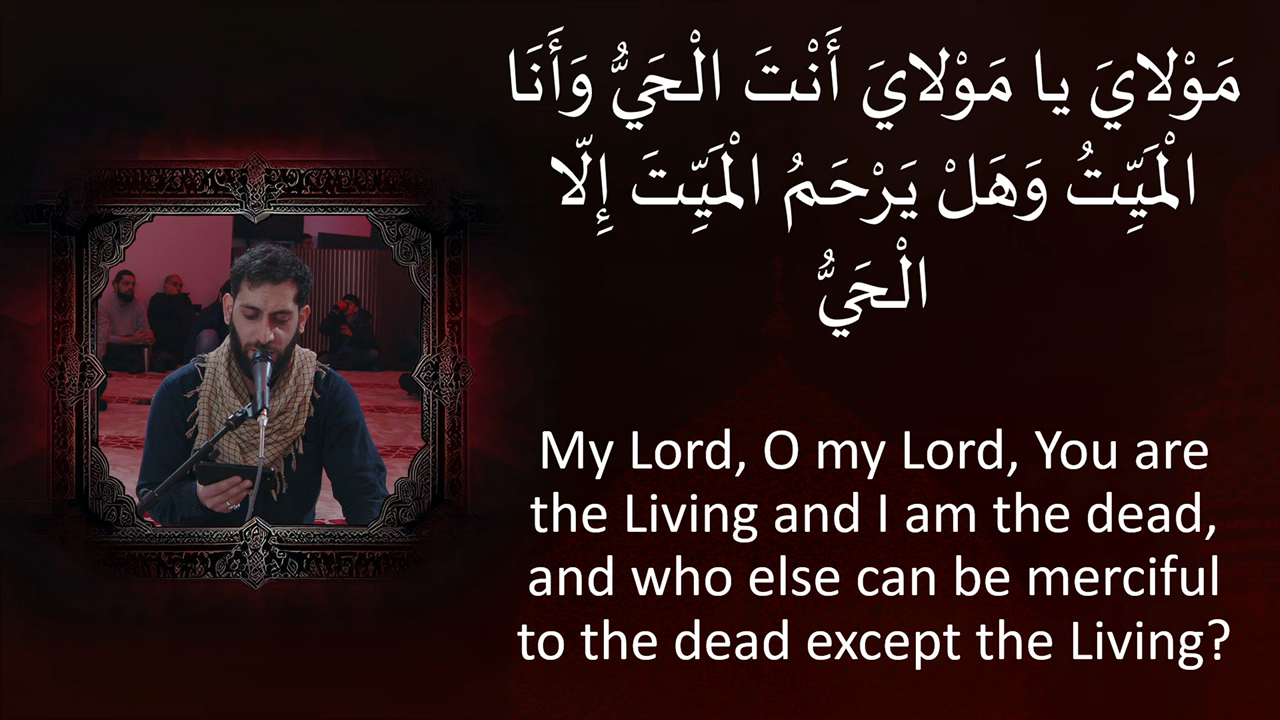 مَوْلايَ يا مَوْلايَ أَنْتَ الْحَيُّ وَأَنَا
الْمَيِّتُ وَهَلْ يَرْحَمُ الْمَيِّتَ إِلّا
الْحَيُّ
My Lord, O my Lord, You are
the Living and I am the dead,
and who else can be merciful
to the dead except the Living?